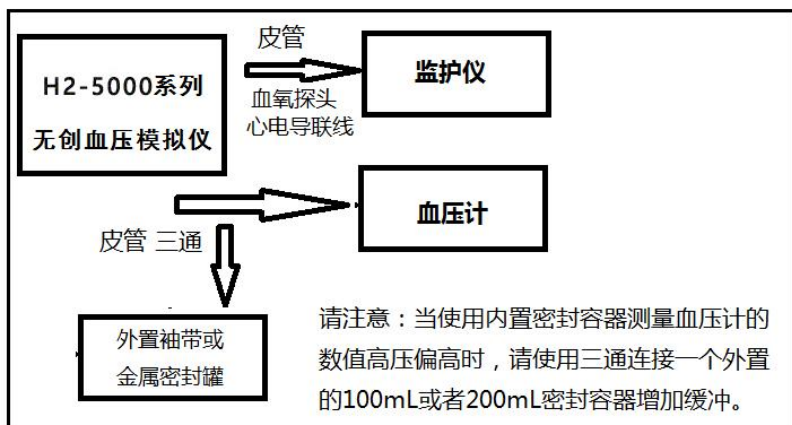 H2-5000系列
无创血压模拟仪
皮管
血氧探头
心电导联线
监护仪
血压计
皮管 三通
外置袖带或
金属密封罐
请注意：当使用内置密封容器测量血压计的
数值高压偏高时，请使用三通连接一个外置
的100mL或者200mL密封容器增加缓冲。